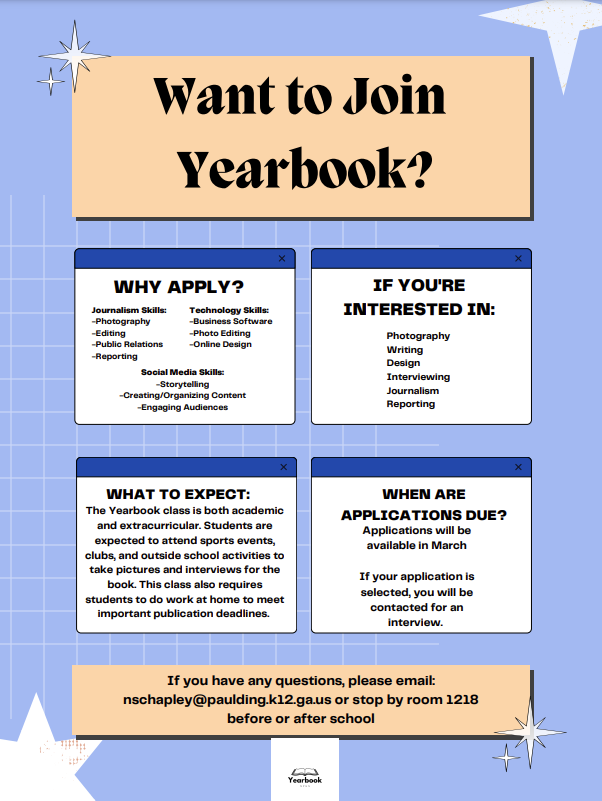 Want to Join
Yearbook?
WHY APPLY?
Journalism Skills:
-Photography
-Editing
-Public Relations
-Reporting
Technology Skills:
-Business Software
-Photo Editing
-Online Design
Social Media Skills:
-Storytelling
-Creating/Organizing Content
-Engaging Audiences
IF YOU'RE
INTERESTED IN:
Photography
Writing
Design
Interviewing
Journalism
Reporting
WHAT TO EXPECT:
The Yearbook class is both academic
and extracurricular. Students are
expected to attend sports events,
clubs, and outside school activities to
take pictures and interviews for the
book. This class also requires
students to do work at home to meet
important publication deadlines.
WHEN ARE
APPLICATIONS DUE?
Applications will be
available in March
If your application is
selected, you will be
contacted for an
interview.
If you have any questions, please email:
nschapley@paulding.k12.ga.us or stop by room 1218
before or after school
Yearbook